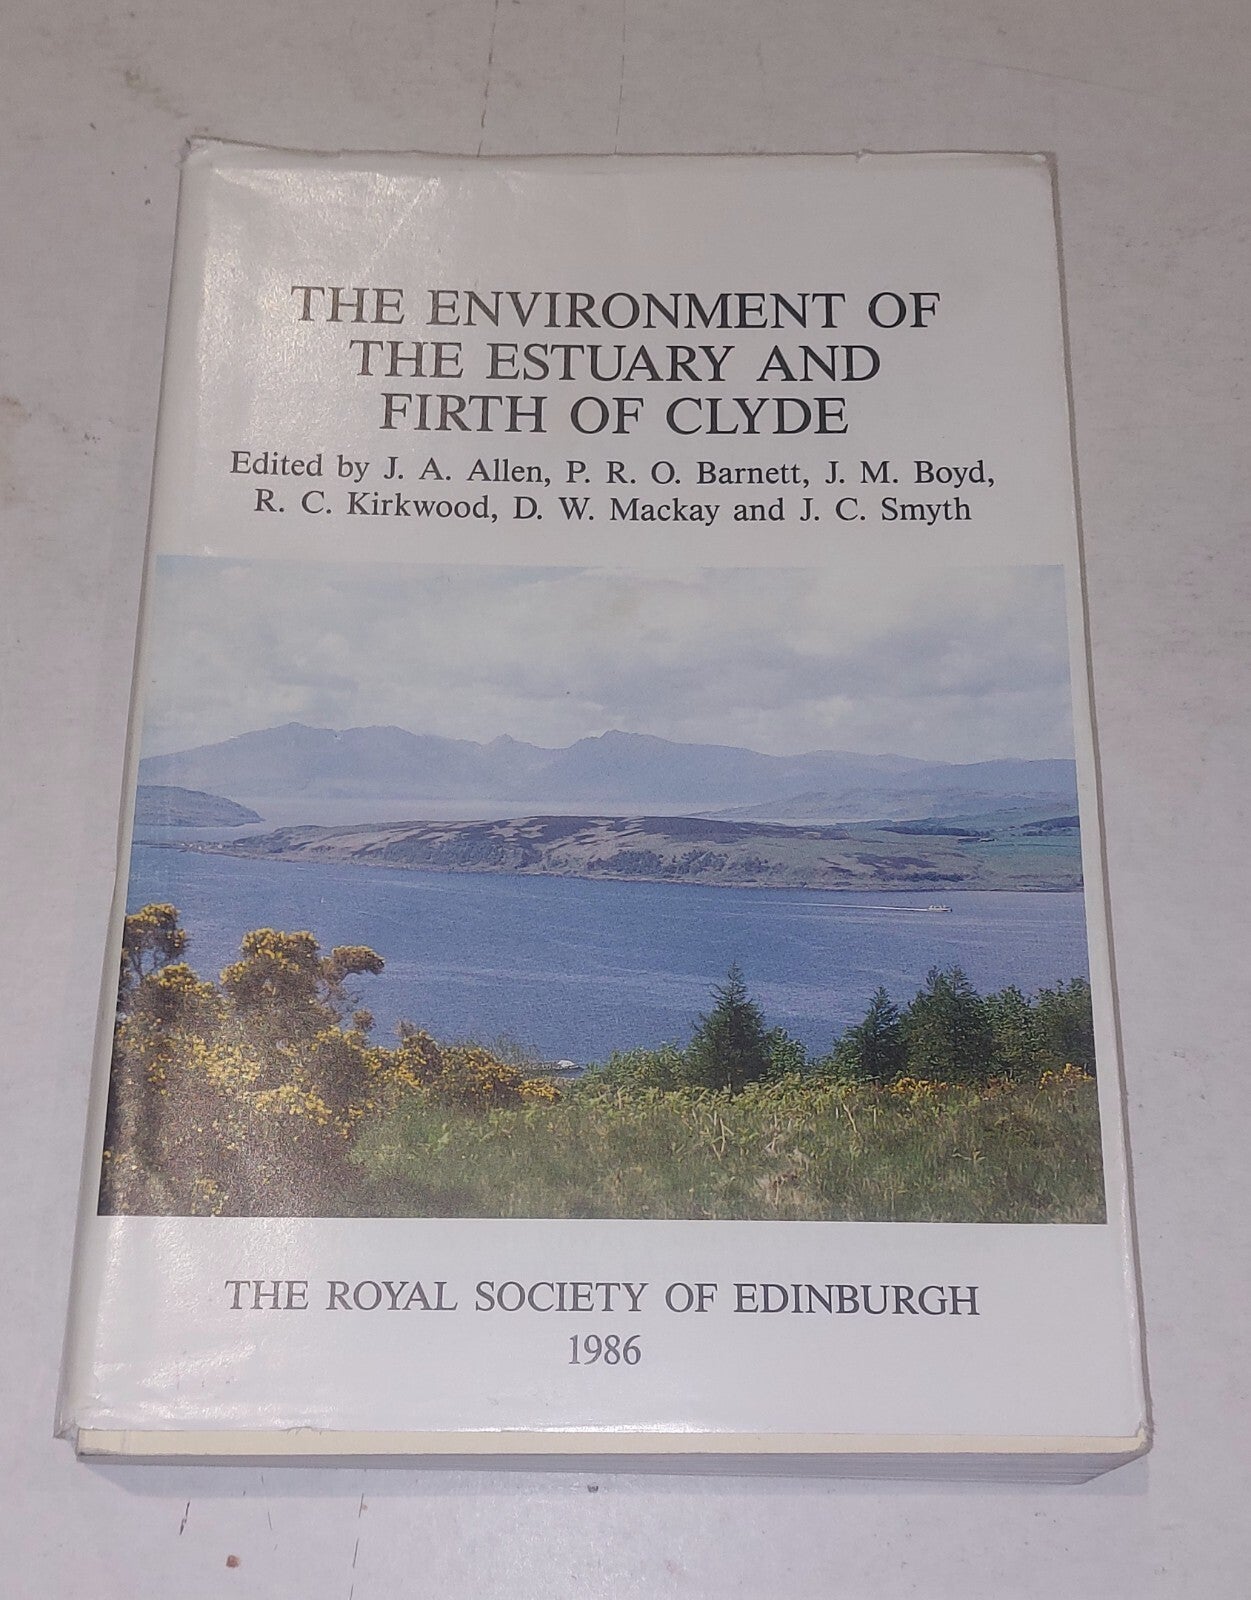 THE ENVIRONMENT OF
THE ESTUARY AND
FIRTH OF CLYDE
Edited by J. A. Allen, P. R. O. Barnett, J. M. Boyd,
R. C. Kirkwood, D. W. Mackay and J. C. Smyth
THE ROYAL SOCIETY OF EDINBURGH
1986